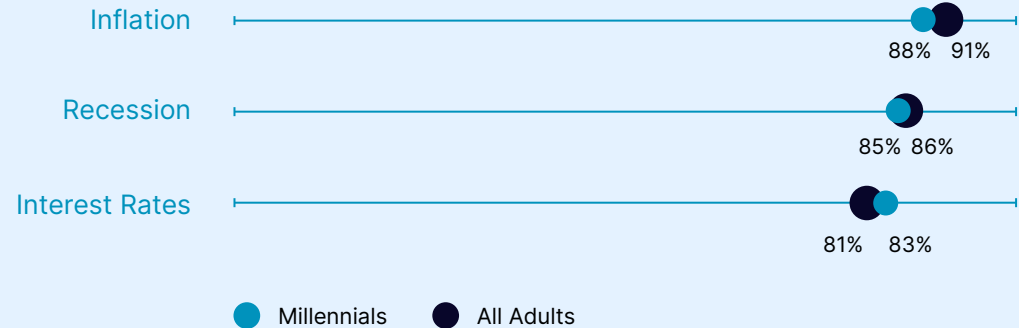 Inflation
88% 91%
Recession
85% 86%
Interest Rates
81% 83%
Millennials All Adults